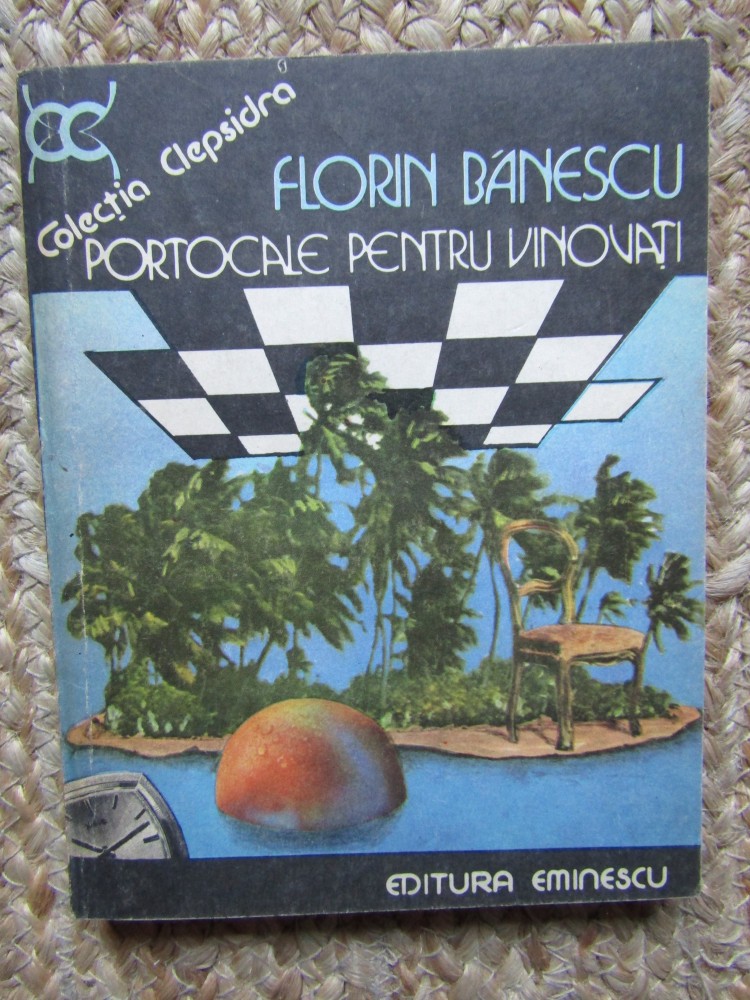 Colecția Clepsidra
FLORIN BĂNESCU
PORTOCALE PENTRU VINOVAȚI
EDITURA EMINESCU